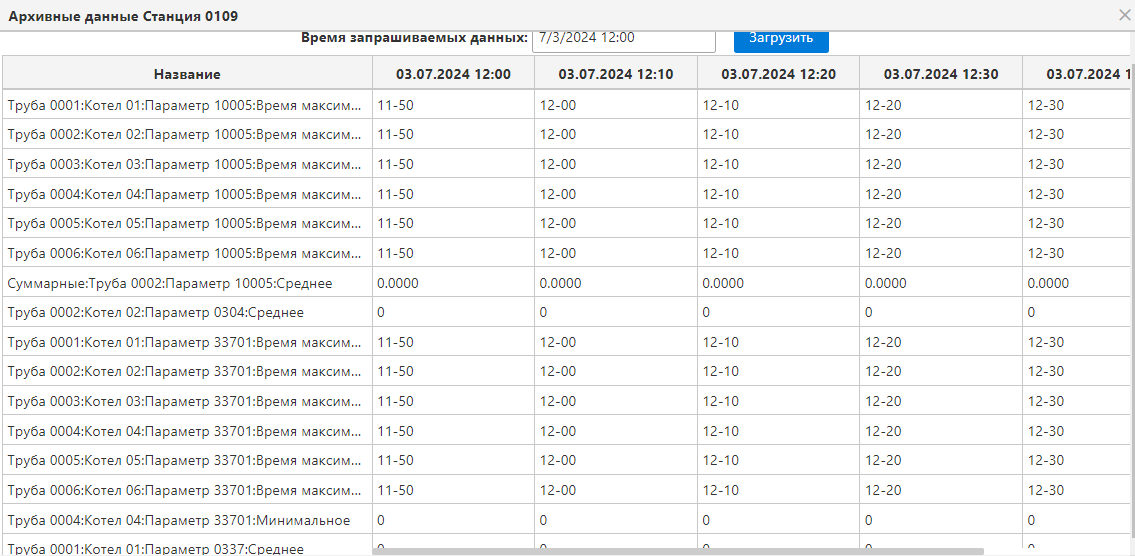 Архивные данные Станция 0109
Время запрашиваемых данных: 7/3/2024 12:00 Загрузить
Название 03.07.2024 12:00 03.07.2024 12:10 03.07.2024 12:20 03.07.2024 12:30 03.07.2024 1
Труба 0001:Котел 01:Параметр 10005:Время максим... 11-50 12-00 12-10 12-20 12-30
Труба 0002:Котел 02:Параметр 10005:Время максим... 11-50 12-00 12-10 12-20 12-30
Труба 0003:Котел 03:Параметр 10005:Время максим... 11-50 12-00 12-10 12-20 12-30
Труба 0004:Котел 04:Параметр 10005:Время максим... 11-50 12-00 12-10 12-20 12-30
Труба 0005:Котел 05:Параметр 10005:Время максим... 11-50 12-00 12-10 12-20 12-30
Труба 0006:Котел 06:Параметр 10005:Время максим... 11-50 12-00 12-10 12-20 12-30
Суммарные:Труба 0002:Параметр 10005:Среднее 0.0000 0.0000 0.0000 0.0000 0.0000
Труба 0002:Котел 02:Параметр 0304:Среднее 0 0 0 0 0
Труба 0001:Котел 01:Параметр 33701:Время максим... 11-50 12-00 12-10 12-20 12-30
Труба 0002:Котел 02:Параметр 33701:Время максим... 11-50 12-00 12-10 12-20 12-30
Труба 0003:Котел 03:Параметр 33701:Время максим... 11-50 12-00 12-10 12-20 12-30
Труба 0004:Котел 04:Параметр 33701:Время максим... 11-50 12-00 12-10 12-20 12-30
Труба 0005:Котел 05:Параметр 33701:Время максим... 11-50 12-00 12-10 12-20 12-30
Труба 0006:Котел 06:Параметр 33701:Время максим... 11-50 12-00 12-10 12-20 12-30
Труба 0004:Котел 04:Параметр 33701:Минимальное 0 0 0 0 0
Труба 0001:Котел 01:Параметр 0337:Среднее